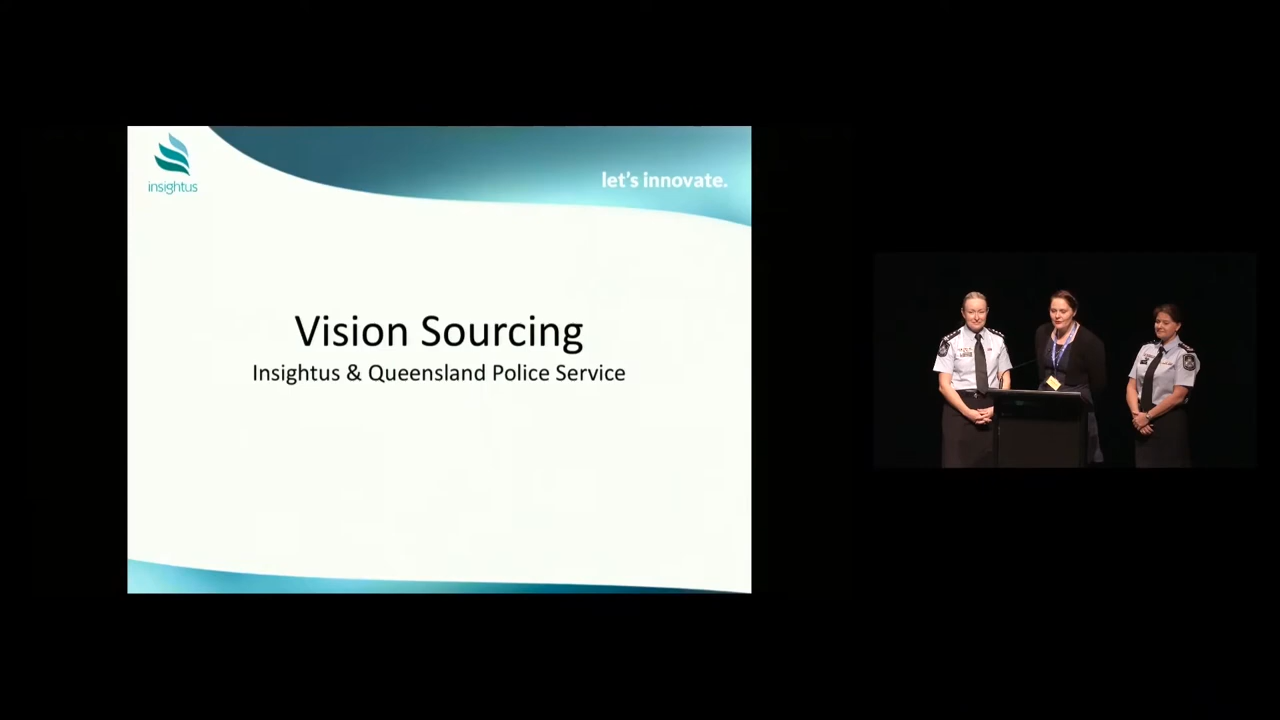 insightus
let's innovate.
Vision Sourcing
Insightus & Queensland Police Service